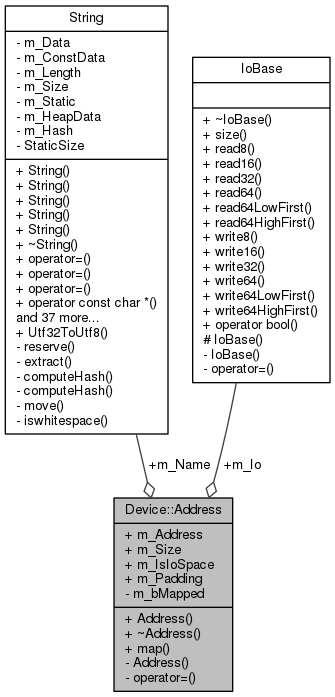 String
- m_Data
- m_ConstData
- m_Length
- m_Size
- m_Static
- m_HeapData
- m_Hash
- StaticSize
+ String()
+ String()
+ String()
+ String()
+ String()
+ ~String()
+ operator=()
+ operator=()
+ operator=()
+ operator const char *()
and 37 more...
+ Utf32ToUtf8()
- reserve()
- extract()
- computeHash()
- computeHash()
- move()
- iswhitespace()
IoBase
+ ~IoBase()
+ size()
+ read8()
+ read16()
+ read32()
+ read64()
+ read64LowFirst()
+ read64HighFirst()
+ write8()
+ write16()
+ write32()
+ write64()
+ write64LowFirst()
+ write64HighFirst()
+ operator bool()
# IoBase()
- IoBase()
- operator=()
+m_Name
+m_Io
Device::Address
+ m_Address
+ m_Size
+ m_IsIoSpace
+ m_Padding
- m_bMapped
+ Address()
+ ~Address()
+ map()
- Address()
- operator=()